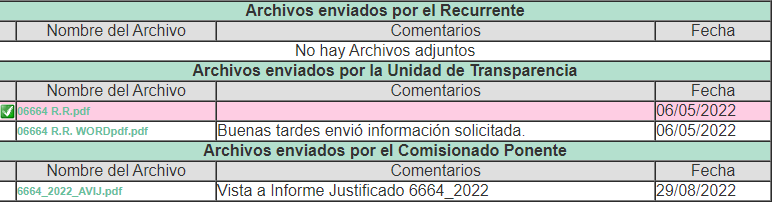 Archivos enviados por el Recurrente
Nombre del Archivo Comentarios Fecha
No hay Archivos adjuntos
Archivos enviados por la Unidad de Transparencia
Nombre del Archivo Comentarios Fecha
06664 R.R.pdf 06/05/2022
06664 R.R. WORDpdf.pdf Buenas tardes envió información solicitada. 06/05/2022
Archivos enviados por el Comisionado Ponente
Nombre del Archivo Comentarios Fecha
6664_2022_AVIJ.pdf Vista a Informe Justificado 6664_2022 29/08/2022